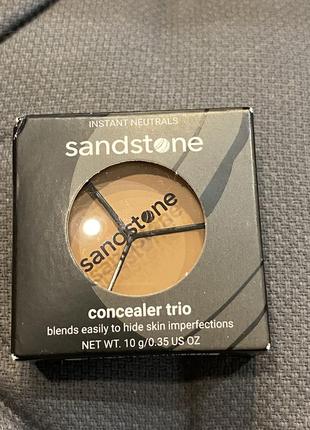 INSTANT NEUTRALS
sandstone
sandstone
concealer trio
blends easily to hide skin imperfections
NET WT. 10 g/0.35 US OZ